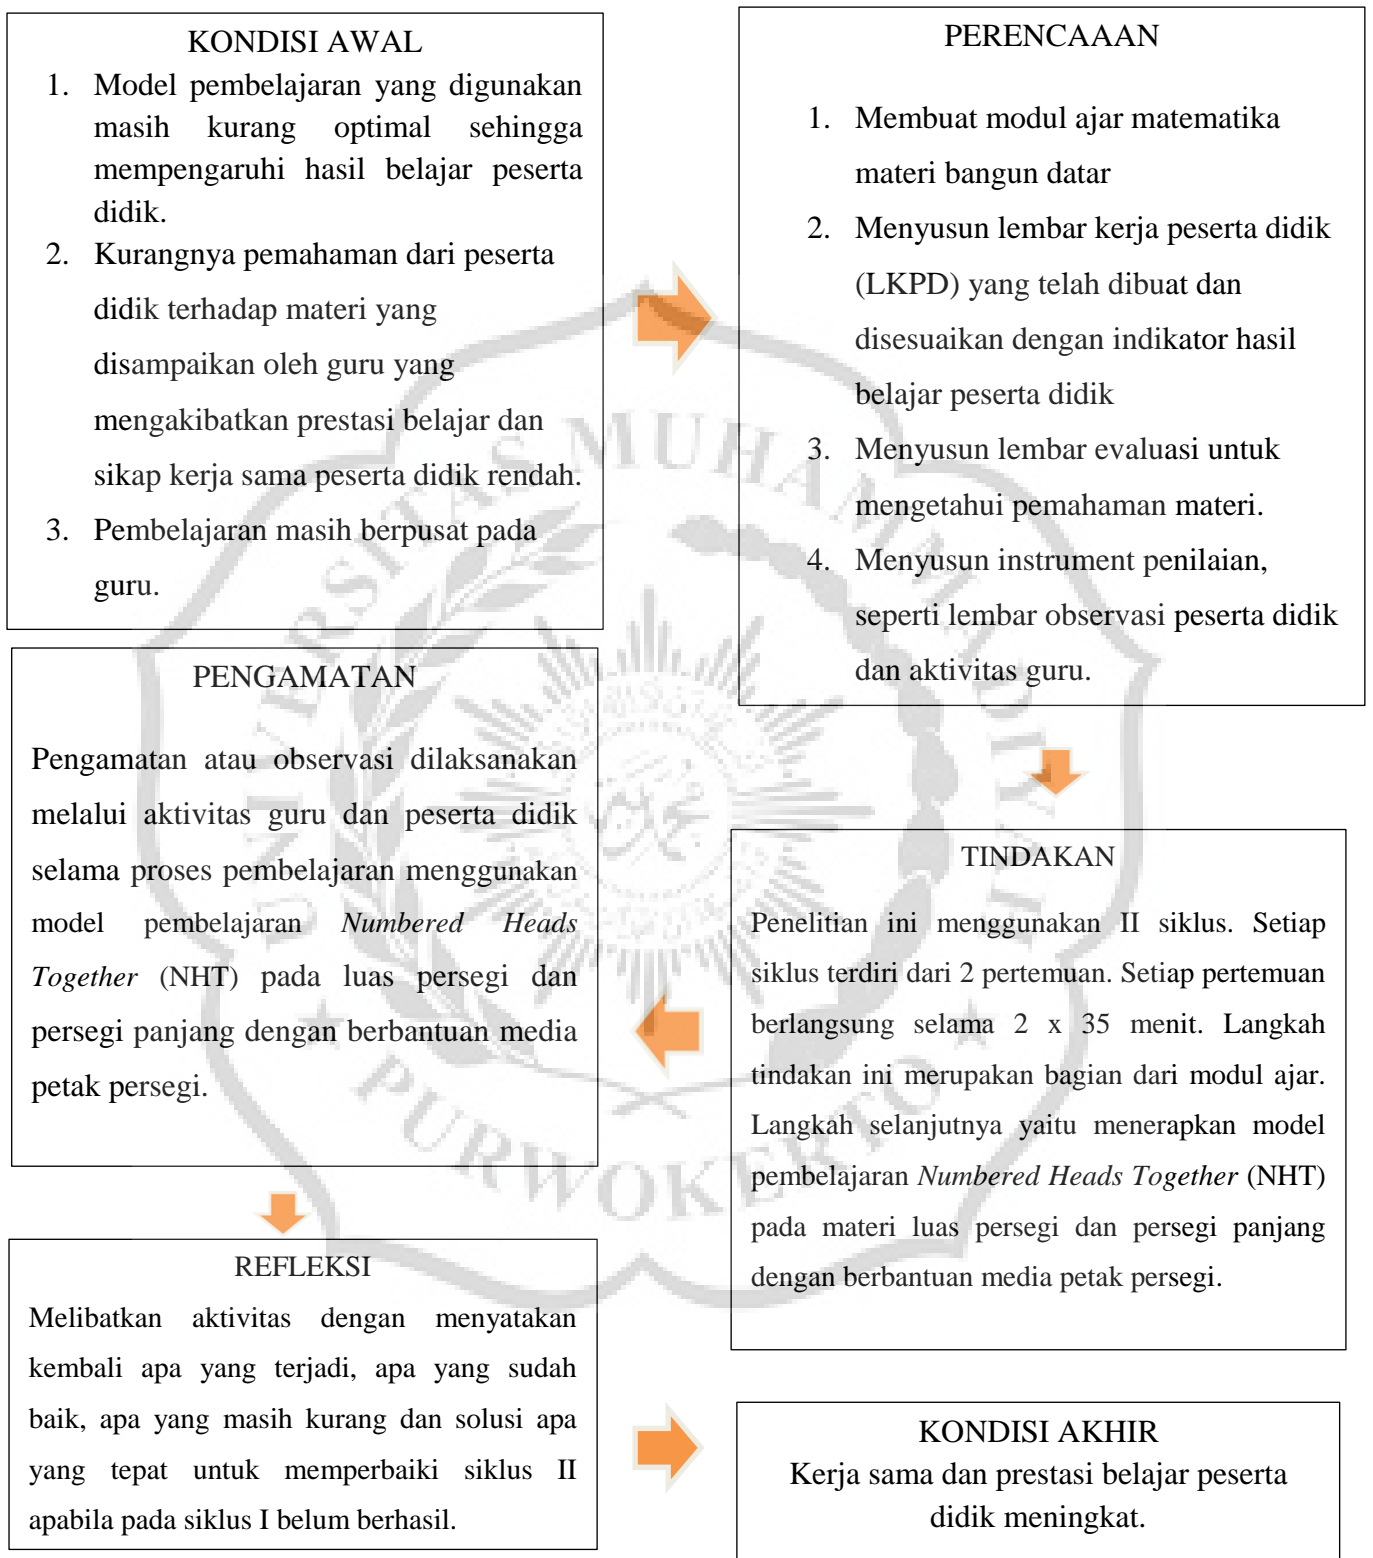 KONDISI AWAL
1. Model pembelajaran yang digunakan
masih kurang optimal sehingga
mempengaruhi hasil belajar peserta
didik.
2. Kurangnya pemahaman dari peserta
didik terhadap materi yang
disampaikan oleh guru yang
mengakibatkan prestasi belajar dan
sikap kerja sama peserta didik rendah.
3. Pembelajaran masih berpusat pada
guru.
PERENCAAAN
1. Membuat modul ajar matematika
materi bangun datar
2. Menyusun lembar kerja peserta didik
(LKPD) yang telah dibuat dan
disesuaikan dengan indikator hasil
belajar peserta didik
3. Menyusun lembar evaluasi untuk
mengetahui pemahaman materi.
4. Menyusun instrument penilaian,
seperti lembar observasi peserta didik
dan aktivitas guru.
TINDAKAN
Penelitian ini menggunakan II siklus. Setiap
siklus terdiri dari 2 pertemuan. Setiap pertemuan
berlangsung selama 2 x 35 menit. Langkah
tindakan ini merupakan bagian dari modul ajar.
Langkah selanjutnya yaitu menerapkan model
pembelajaran Numbered Heads Together (NHT)
pada materi luas persegi dan persegi panjang
dengan berbantuan media petak persegi.
PENGAMATAN
Pengamatan atau observasi dilaksanakan
melalui aktivitas guru dan peserta didik
selama proses pembelajaran menggunakan
model pembelajaran Numbered Heads
Together (NHT) pada luas persegi dan
persegi panjang dengan berbantuan media
petak persegi.
REFLEKSI
Melibatkan aktivitas dengan menyatakan
kembali apa yang terjadi, apa yang sudah
baik, apa yang masih kurang dan solusi apa
yang tepat untuk memperbaiki siklus II
apabila pada siklus I belum berhasil.
KONDISI AKHIR
Kerja sama dan prestasi belajar peserta
didik meningkat.
UNIVERSITAS MUHAMMADIYAH
PURWOKERTO